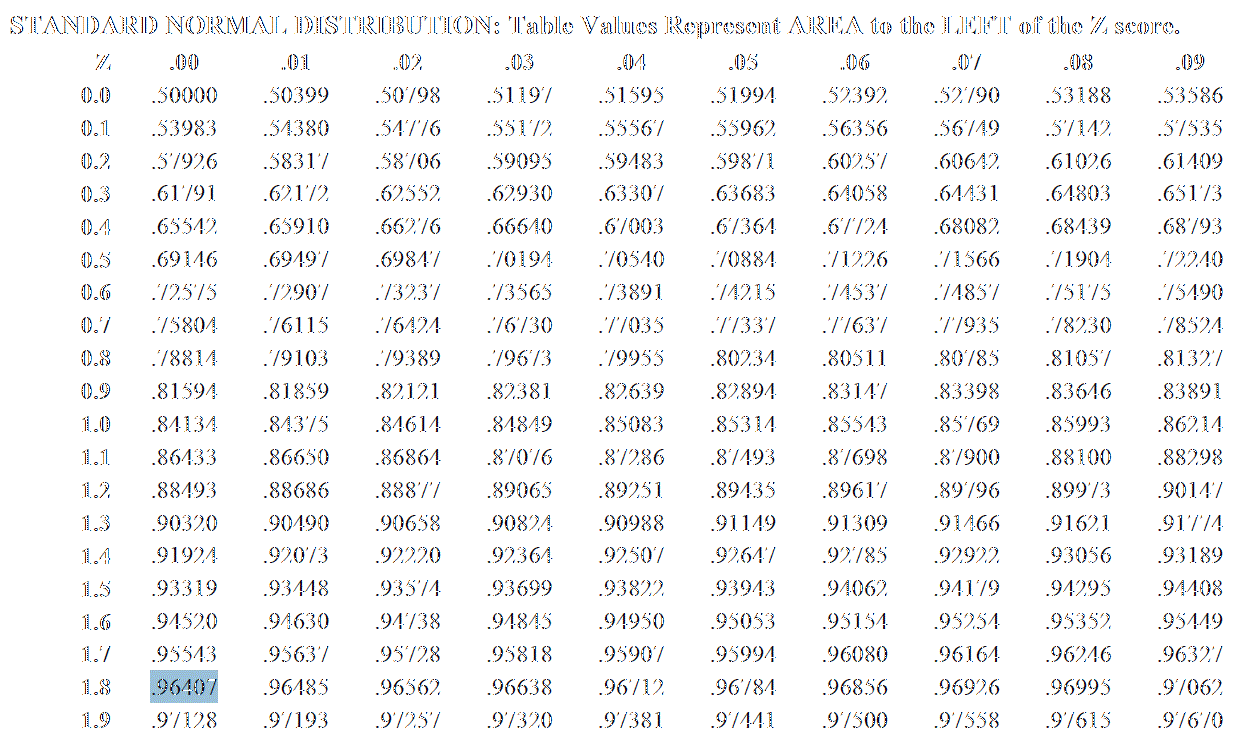 STANDARD NORMAL DISTRIBUTION: Table Values Represent AREA to the LEFT of the Z score.
Z .00 .01 .02 .03 .04 .05 .06 .07 .08 .09
0.0 .50000 .50399 .50798 .51197 .51595 .51994 .52392 .52790 .53188 .53586
0.1 .53983 .54380 .54776 .55172 .55567 .55962 .56356 .56749 .57142 .57535
0.2 .57926 .58317 .58706 .59095 .59483 .59871 .60257 .60642 .61026 .61409
0.3 .61791 .62172 .62552 .62930 .63307 .63683 .64058 .64431 .64803 .65173
0.4 .65542 .65910 .66276 .66640 .67003 .67364 .67724 .68082 .68439 .68793
0.5 .69146 .69497 .69847 .70194 .70540 .70884 .71226 .71566 .71904 .72240
0.6 .72575 .72907 .73237 .73565 .73891 .74215 .74537 .74857 .75175 .75490
0.7 .75804 .76115 .76424 .76730 .77035 .77337 .77637 .77935 .78230 .78524
0.8 .78814 .79103 .79389 .79673 .79955 .80234 .80511 .80785 .81057 .81327
0.9 .81594 .81859 .82121 .82381 .82639 .82894 .83147 .83398 .83646 .83891
1.0 .84134 .84375 .84614 .84849 .85083 .85314 .85543 .85769 .85993 .86214
1.1 .86433 .86650 .86864 .87076 .87286 .87493 .87698 .87900 .88100 .88298
1.2 .88493 .88686 .88877 .89065 .89251 .89435 .89617 .89796 .89973 .90147
1.3 .90320 .90490 .90658 .90824 .90988 .91149 .91309 .91466 .91621 .91774
1.4 .91924 .92073 .92220 .92364 .92507 .92647 .92785 .92922 .93056 .93189
1.5 .93319 .93448 .93574 .93699 .93822 .93943 .94062 .94179 .94295 .94408
1.6 .94520 .94630 .94738 .94845 .94950 .95053 .95154 .95254 .95352 .95449
1.7 .95543 .95637 .95728 .95818 .95907 .95994 .96080 .96164 .96246 .96327
1.8 .96407 .96485 .96562 .96638 .96712 .96784 .96856 .96926 .96995 .97062
1.9 .97128 .97193 .97257 .97320 .97381 .97441 .97500 .97558 .97615 .97670